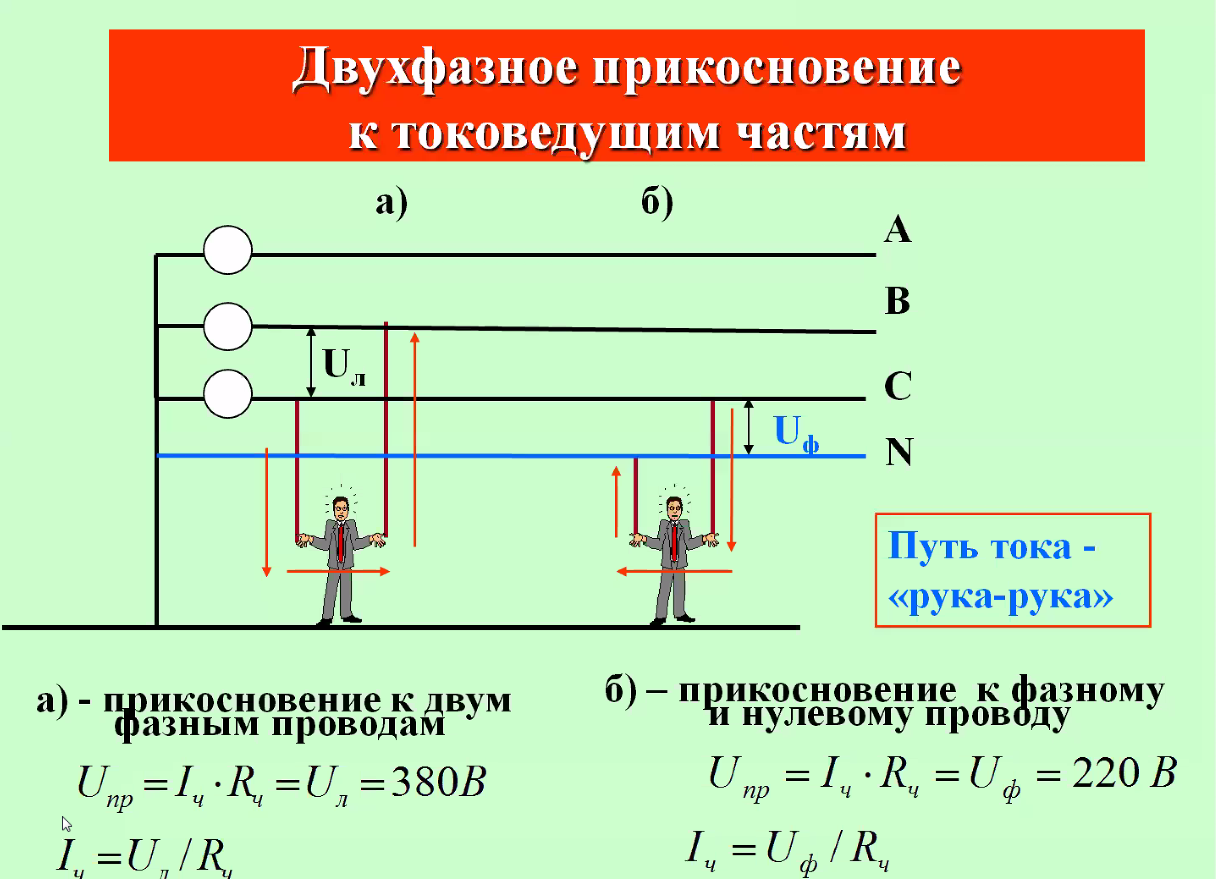 Двухфазное прикосновение
к токоведущим частям
а)
б)
A
B
C
N
Uл
Uф
Путь тока -
«рука-рука»
а) - прикосновение к двум
фазным проводам
Uпр = Iч · Rч = Uл = 380В
Iч = Uл / Rч
б) – прикосновение к фазному
и нулевому проводу
Uпр = Iч · Rч = Uф = 220 В
Iч = Uф / Rч